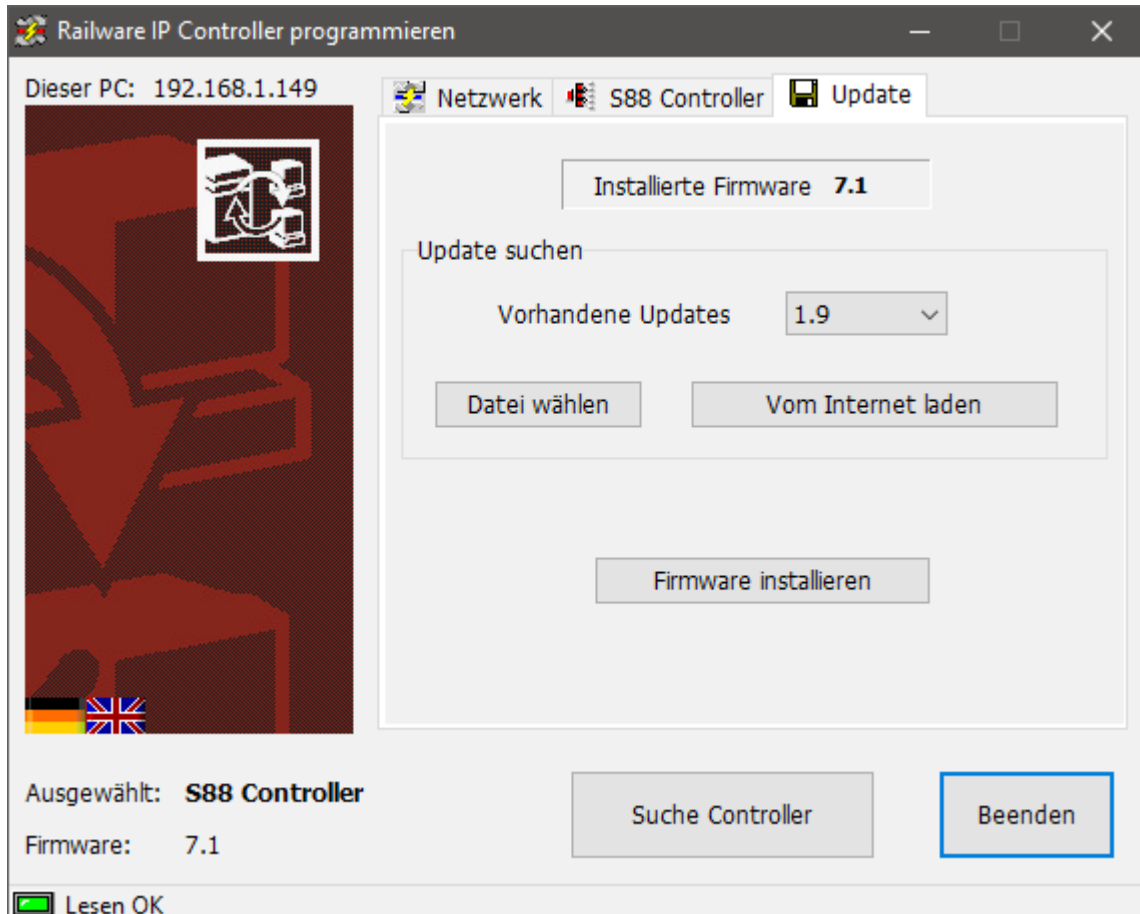 Railware IP Controller programmieren
Dieser PC: 192.168.1.149
Netzwerk
S88 Controller
Update
Installierte Firmware 7.1
Update suchen
Vorhandene Updates 1.9
Datei wählen
Vom Internet laden
Firmware installieren
Ausgewählt: S88 Controller
Firmware: 7.1
Suche Controller
Beenden
Lesen OK